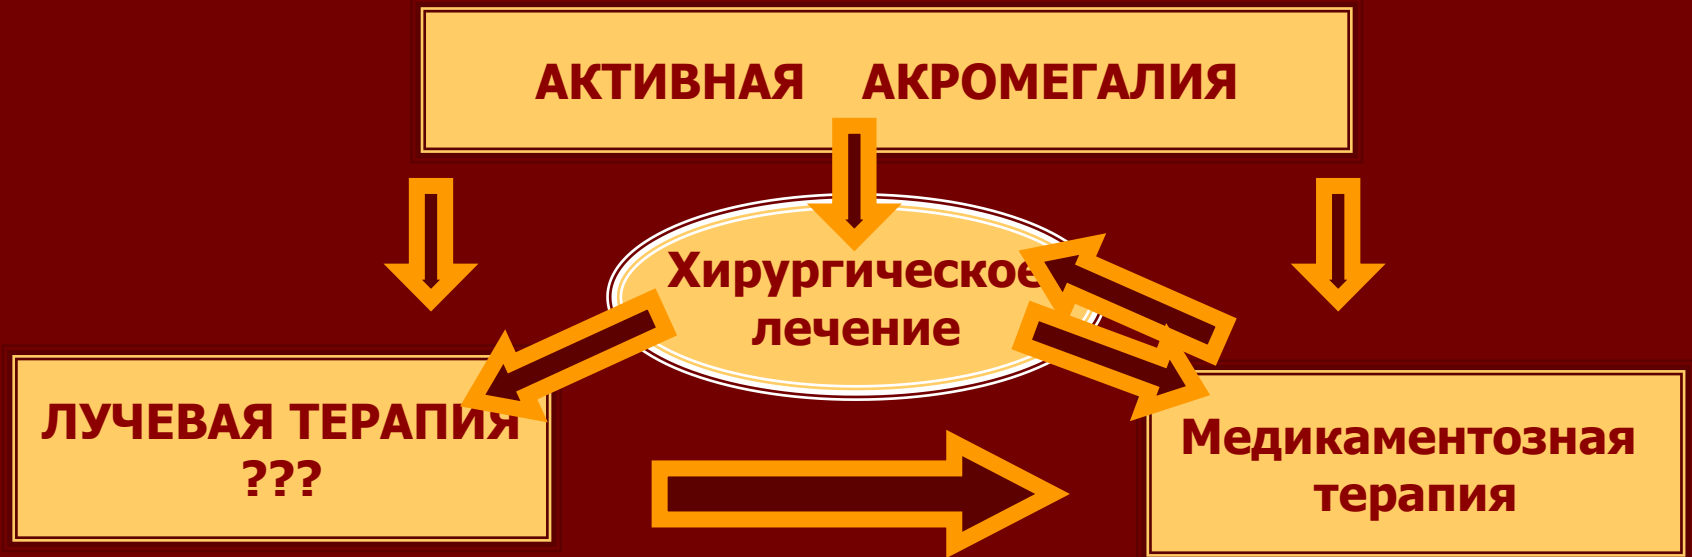 АКТИВНАЯ АКРОМЕГАЛИЯ
Хирургическое
лечение
ЛУЧЕВАЯ ТЕРАПИЯ
???
Медикаментозная
терапия